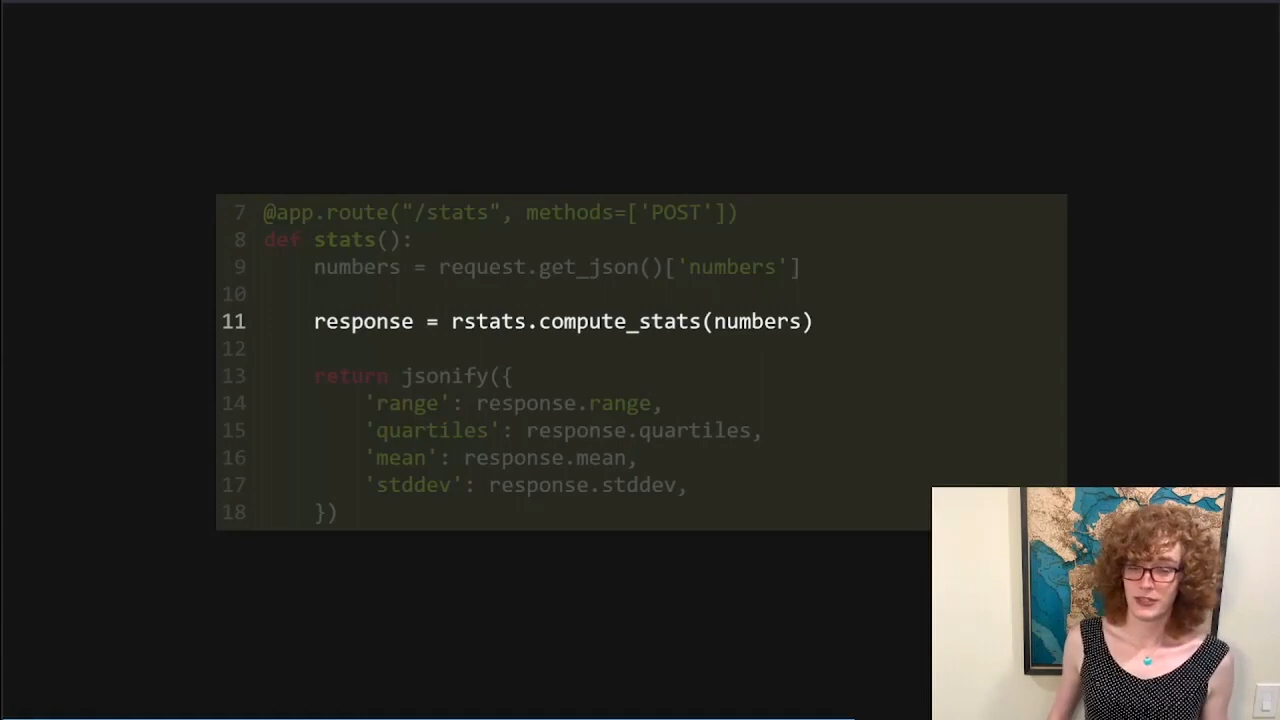 7 @app.route("/stats", methods=['POST'])
8 def stats():
9 numbers = request.get_json()['numbers']
10
11 response = rstats.compute_stats(numbers)
12
13 return jsonify({
14 'range': response.range,
15 'quartiles': response.quartiles,
16 'mean': response.mean,
17 'stddev': response.stddev,
18 })